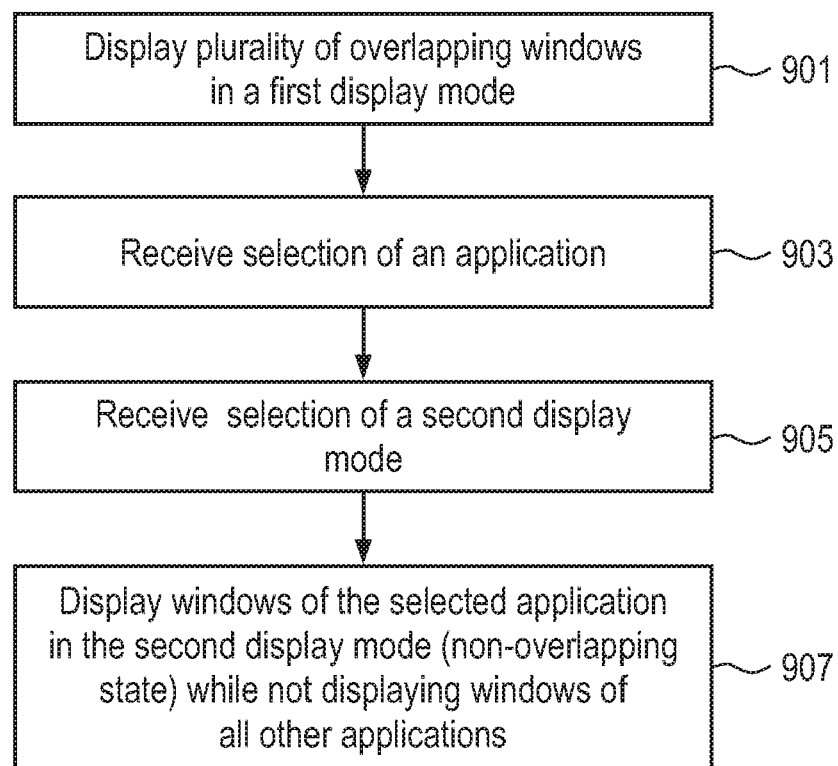 Display plurality of overlapping windows
in a first display mode
901
Receive selection of an application
903
Receive selection of a second display
mode
905
Display windows of the selected application
in the second display mode (non-overlapping
state) while not displaying windows of
all other applications
907